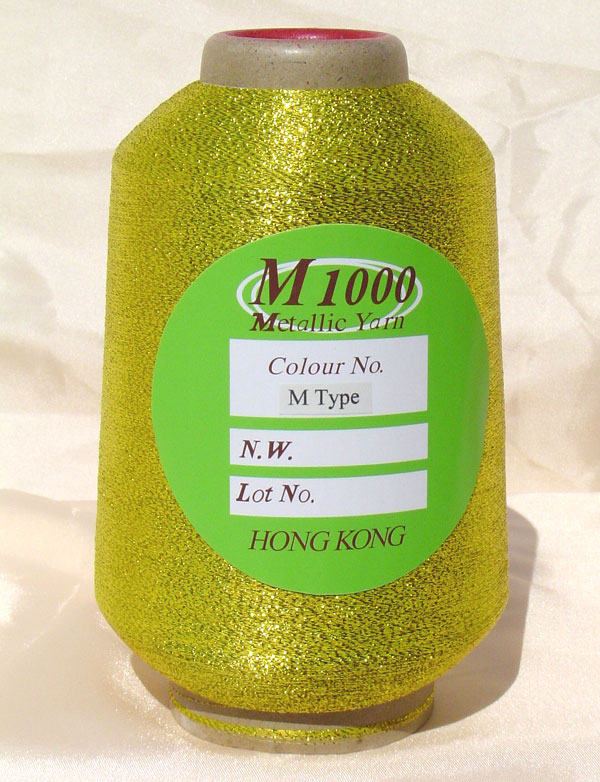 M 1000
Metallic Yarn
Colour No.
M Type
N.W.
Lot No.
HONG KONG